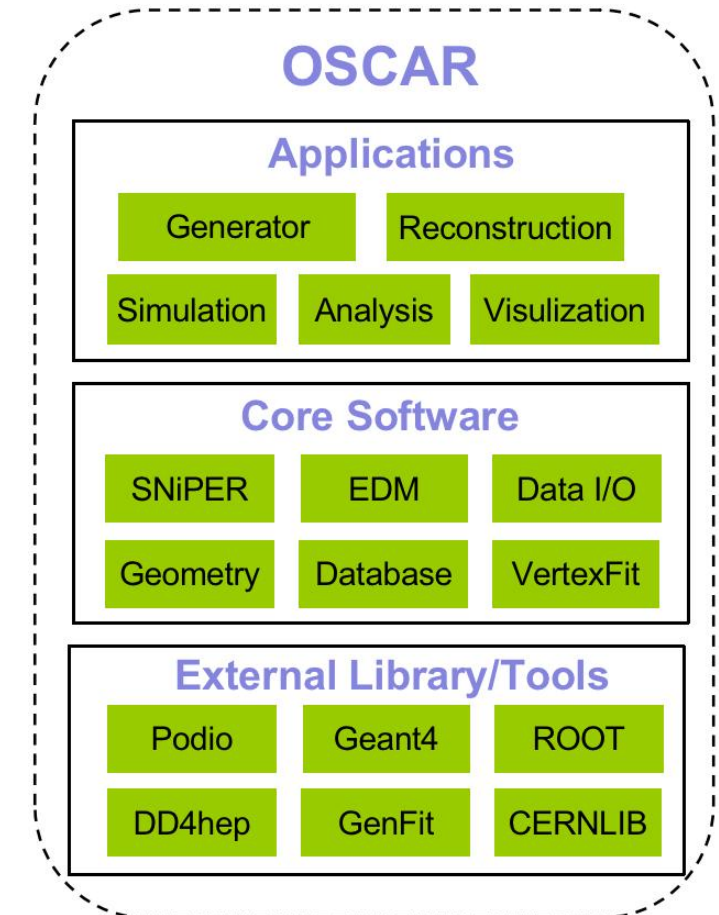 OSCAR
Applications
Generator Reconstruction
Simulation Analysis Visulization
Core Software
SNiPER EDM Data I/O
Geometry Database VertexFit
External Library/Tools
Podio Geant4 ROOT
DD4hep GenFit CERNLIB